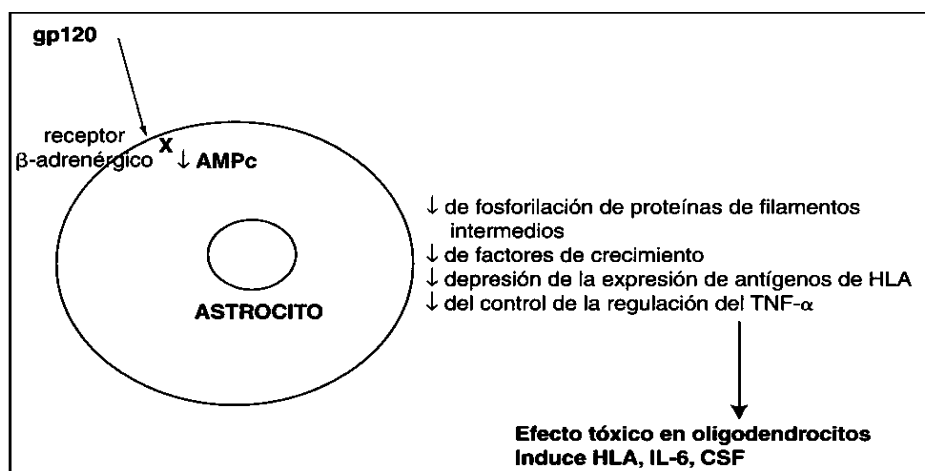 gp120
receptor
β-adrenérgico
X
↓ AMPc
ASTROCITO
↓ de fosforilación de proteínas de filamentos
intermedios
↓ de factores de crecimiento
↓ depresión de la expresión de antígenos de HLA
↓ del control de la regulación del TNF-α
Efecto tóxico en oligodendrocitos
Induce HLA, IL-6, CSF